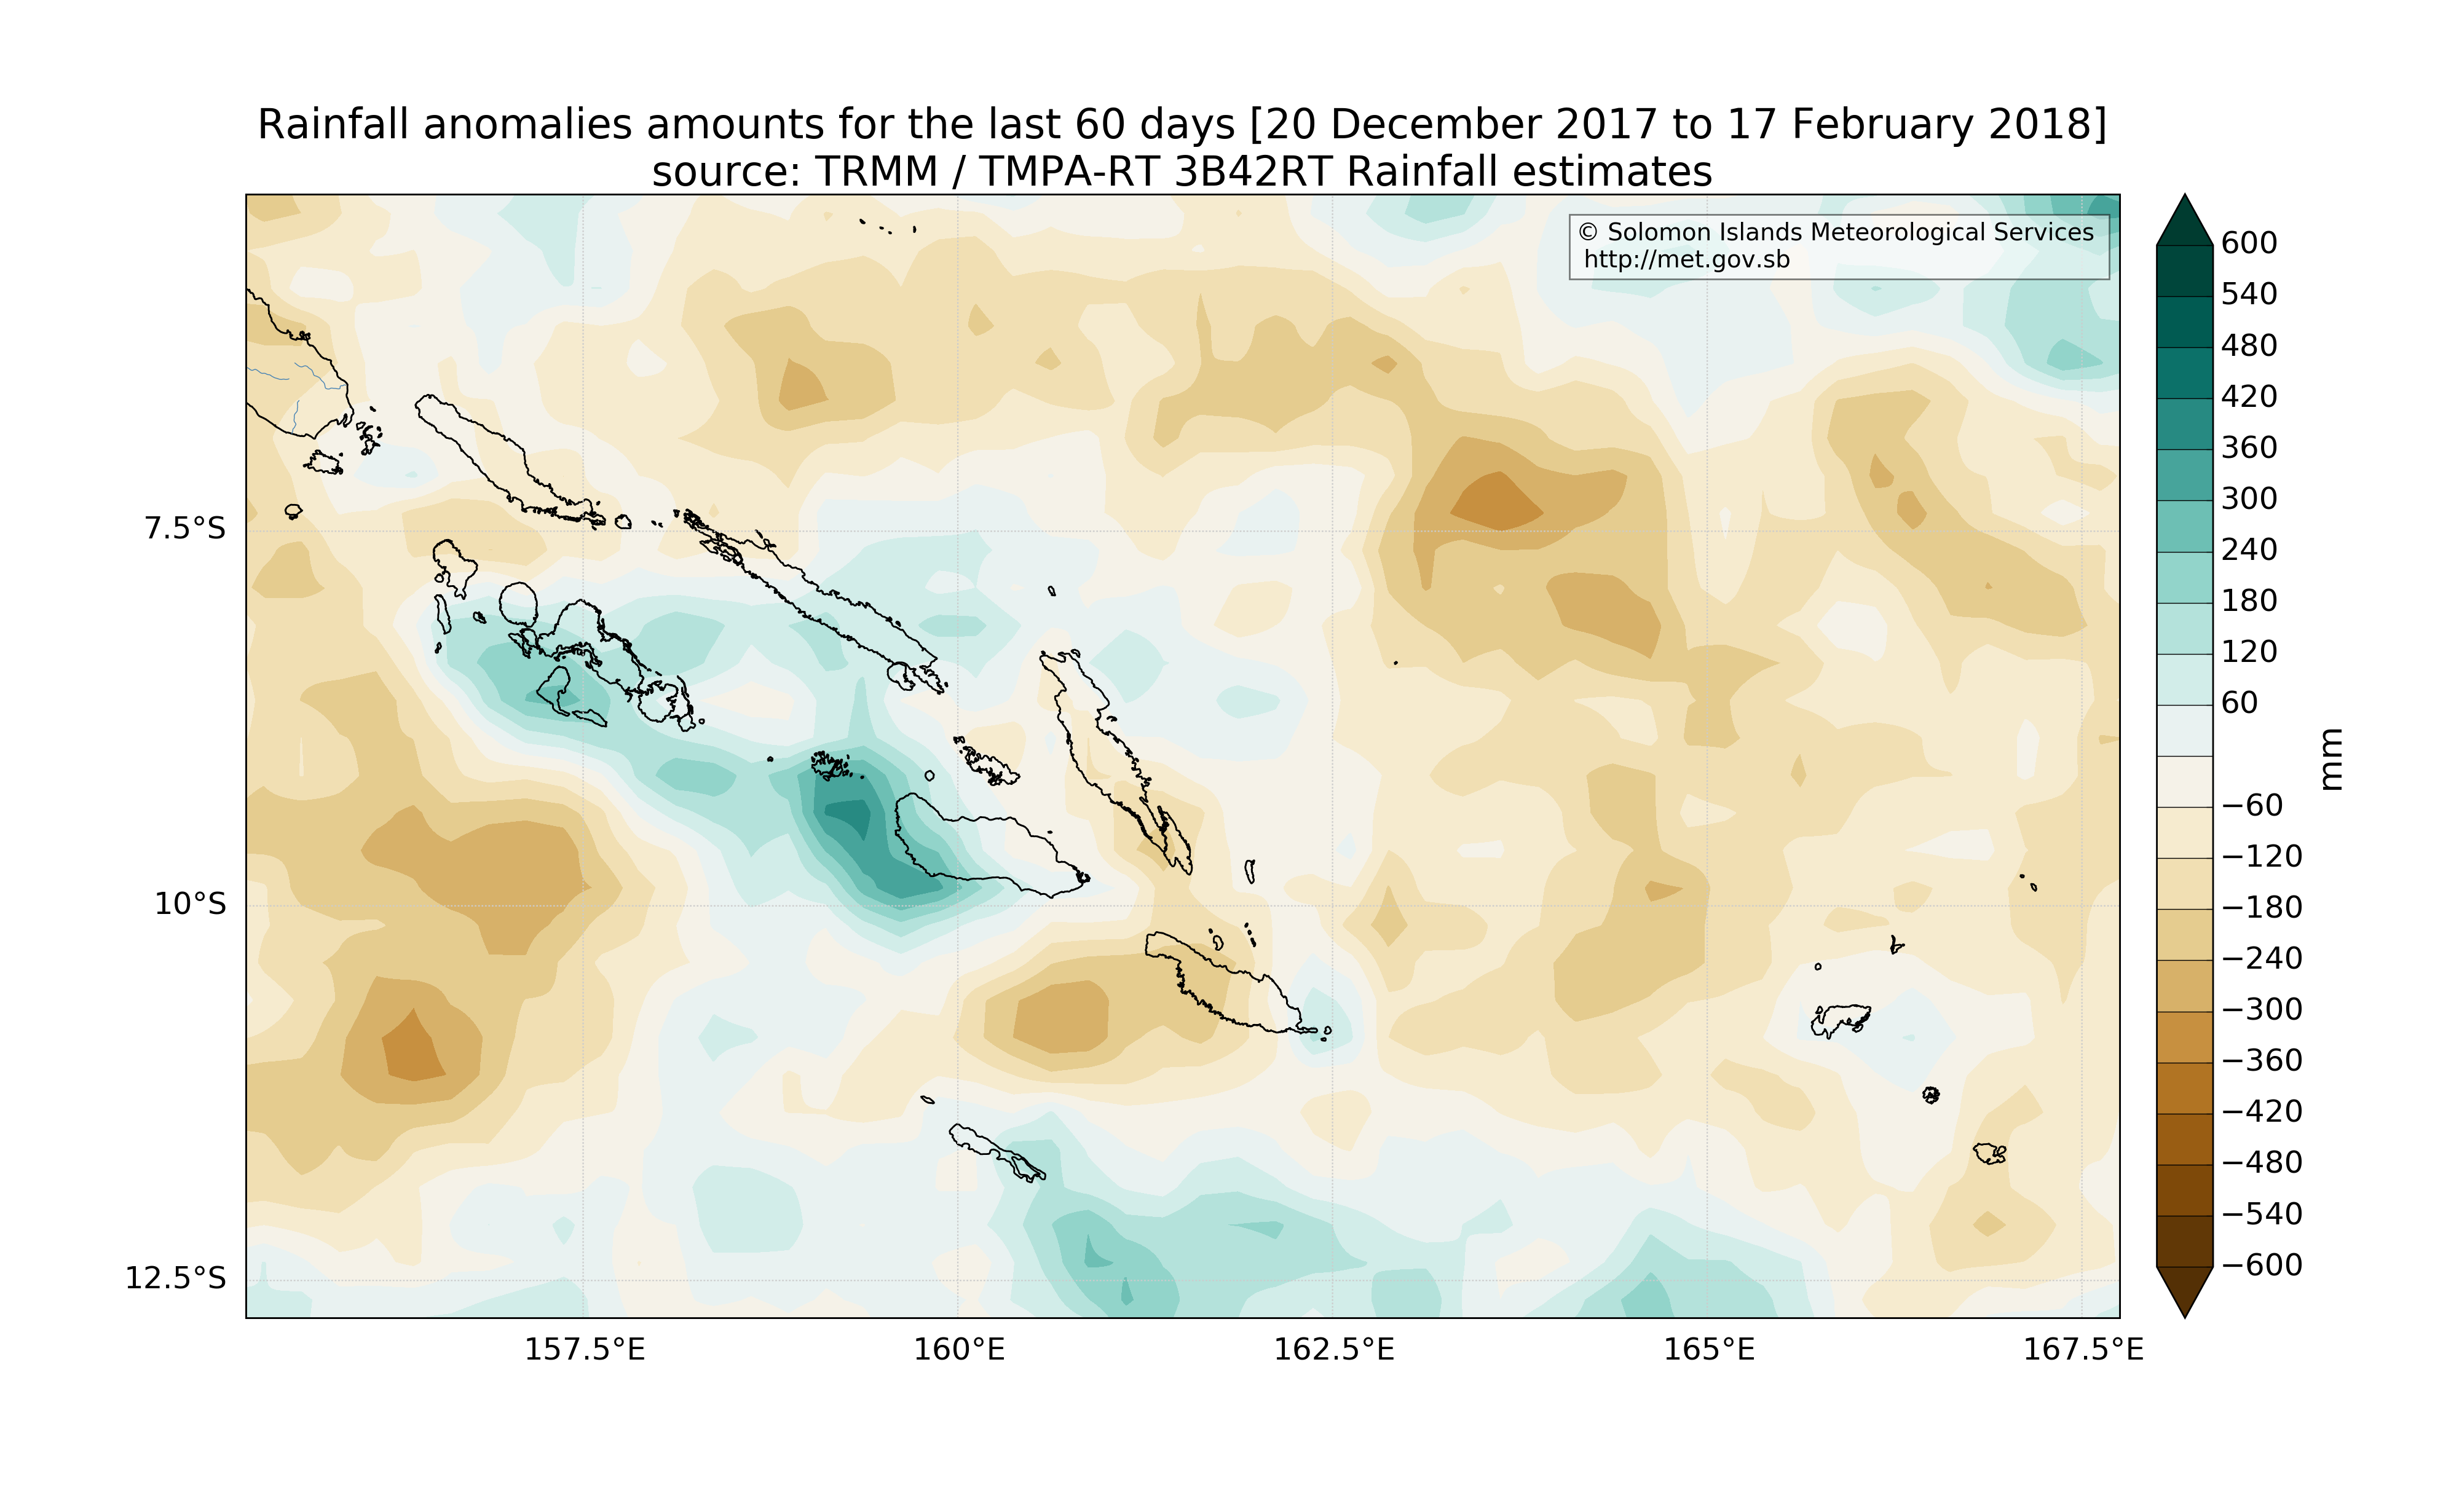 Rainfall anomalies amounts for the last 60 days [20 December 2017 to 17 February 2018]
source: TRMM / TMPA-RT 3B42RT Rainfall estimates
© Solomon Islands Meteorological Services
http://met.gov.sb
7.5°S
10°S
12.5°S
157.5°E
160°E
162.5°E
165°E
167.5°E
600
540
480
420
360
300
240
180
120
60
−60
−120
−180
−240
−300
−360
−420
−480
−540
−600
mm